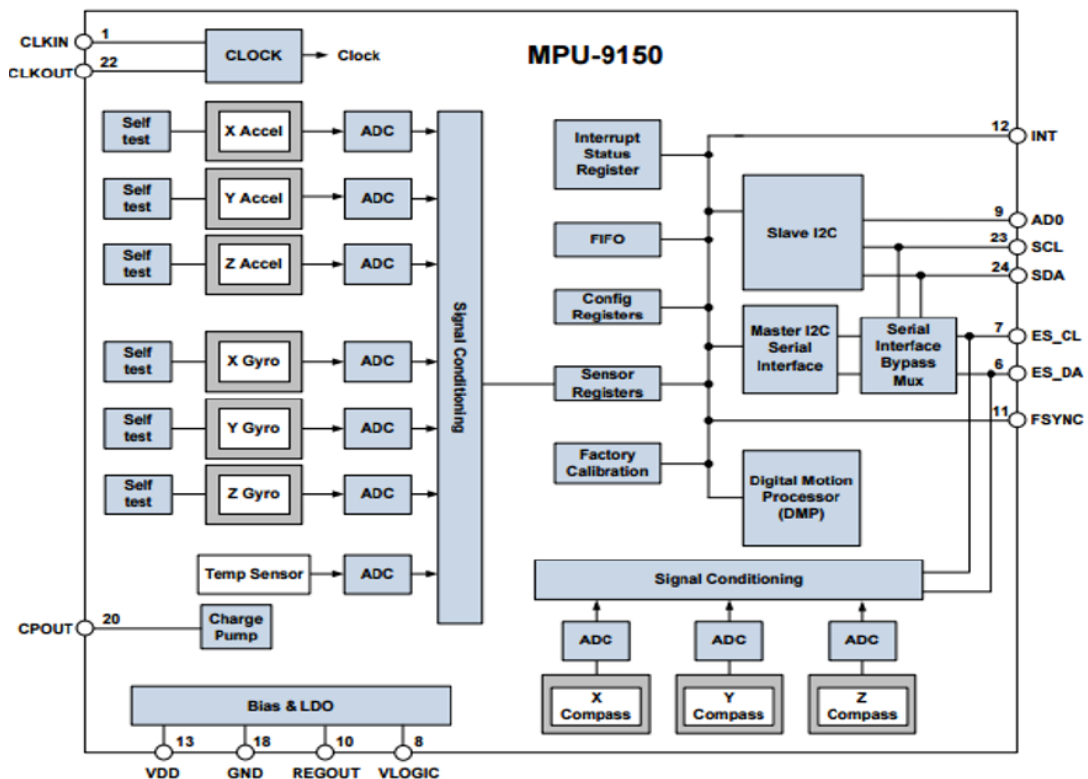 MPU-9150
CLKIN
1
CLKOUT
22
CLOCK
Clock
Self
test
X Accel
ADC
Self
test
Y Accel
ADC
Self
test
Z Accel
ADC
Self
test
X Gyro
ADC
Self
test
Y Gyro
ADC
Self
test
Z Gyro
ADC
Temp Sensor
ADC
Signal Conditioning
CPOUT
20
Charge
Pump
Bias & LDO
13
18
10
8
VDD
GND
REGOUT
VLOGIC
Interrupt
Status
Register
FIFO
Config
Registers
Sensor
Registers
Factory
Calibration
Slave I2C
Master I2C
Serial
Interface
Serial
Interface
Bypass
Mux
Digital Motion
Processor
(DMP)
12
INT
9
AD0
23
SCL
24
SDA
7
ES_CL
6
ES_DA
11
FSYNC
Signal Conditioning
ADC
ADC
ADC
X
Compass
Y
Compass
Z
Compass